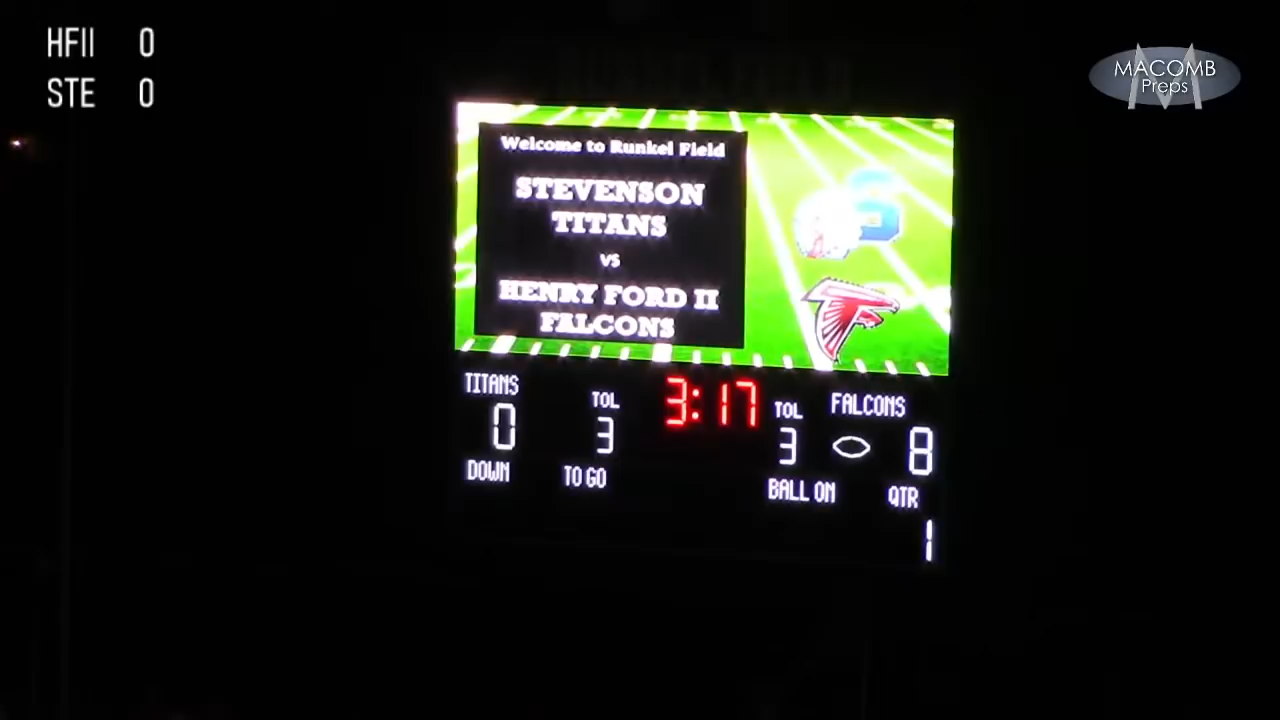 HFII 0
STE 0
MACOMB
Preps
Welcome to Runkel Field
STEVENSON
TITANS
VS
HENRY FORD II
FALCONS
TITANS TOL 3:17 TOL FALCONS
0 3 3 8
DOWN TO GO BALL ON QTR
1